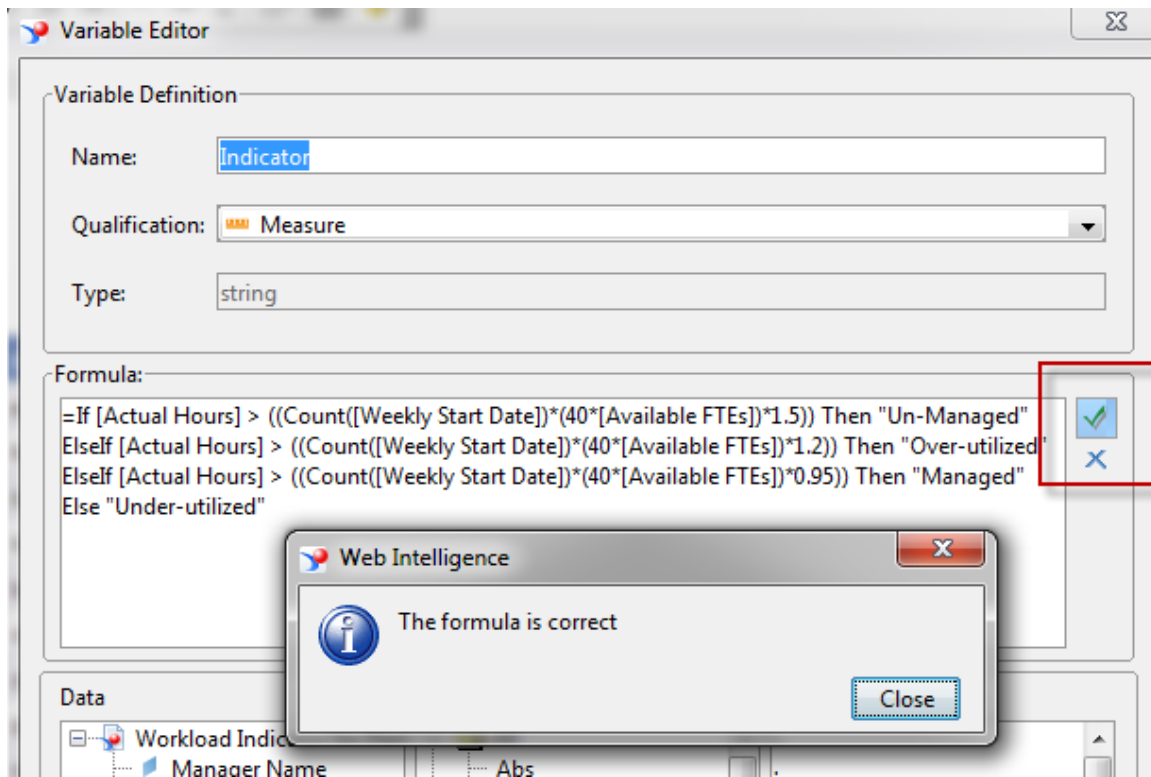 Variable Editor
Variable Definition
Name: Indicator
Qualification: Measure
Type: string
Formula:
=If [Actual Hours] > ((Count([Weekly Start Date])*(40*[Available FTEs])*1.5)) Then "Un-Managed"
ElseIf [Actual Hours] > ((Count([Weekly Start Date])*(40*[Available FTEs])*1.2)) Then "Over-utilized"
ElseIf [Actual Hours] > ((Count([Weekly Start Date])*(40*[Available FTEs])*0.95)) Then "Managed"
Else "Under-utilized"
Web Intelligence
The formula is correct
Close
Data
Workload
Manager Name
Abs